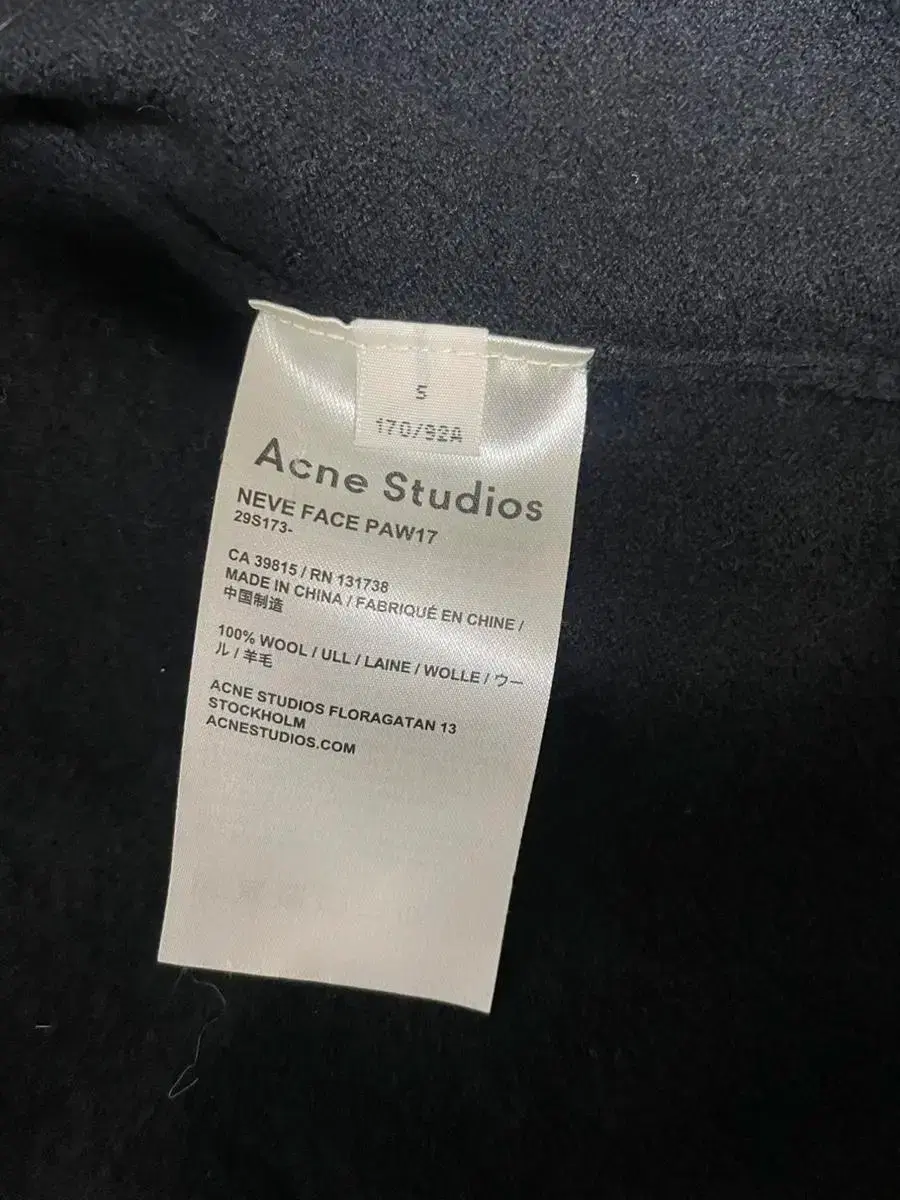 S
170/92A
Acne Studios
NEVE FACE PAW17
29S173-
CA 39815 / RN 131738
MADE IN CHINA / FABRIQUÉ EN CHINE /
中国制造
100% WOOL / ULL / LAINE / WOLLE / ウー
ル / 羊毛
ACNE STUDIOS FLORAGATAN 13
STOCKHOLM
ACNESTUDIOS.COM